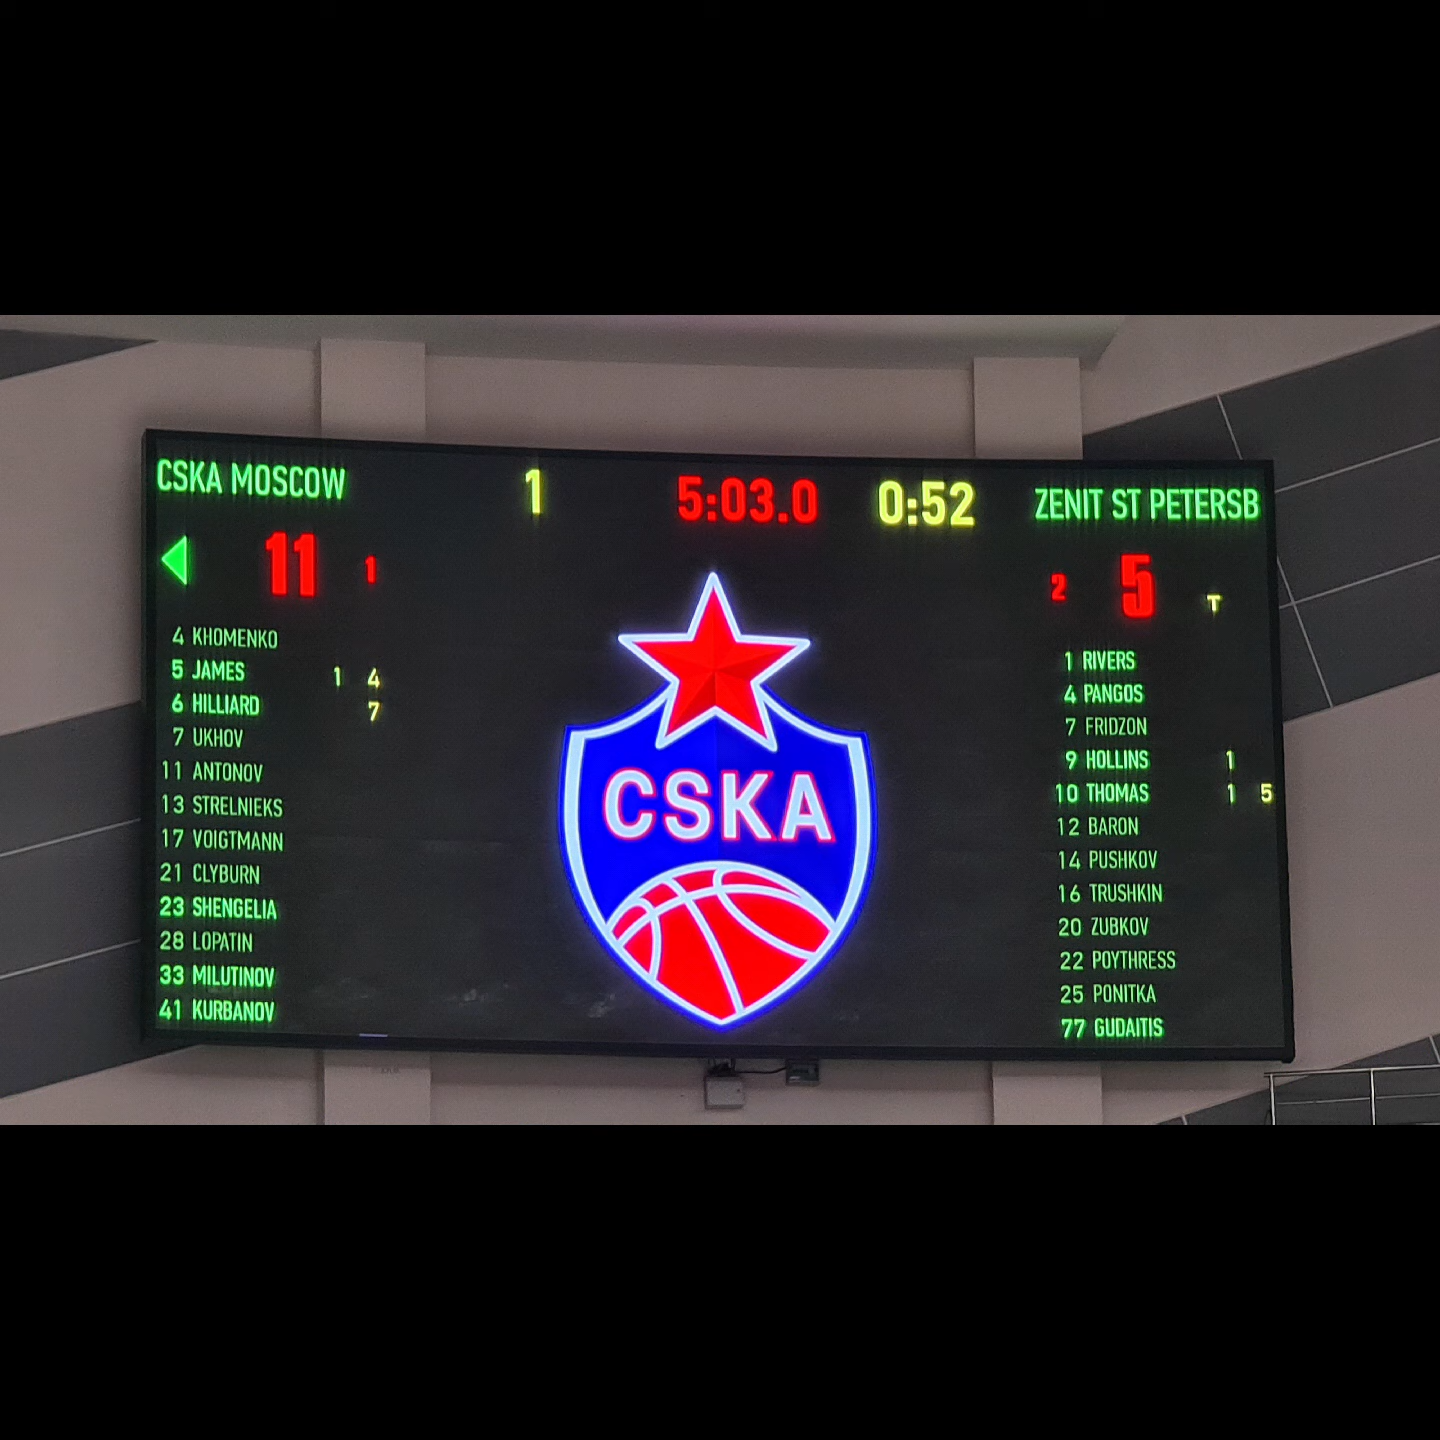 CSKA MOSCOW 1 5:03.0 0:52 ZENIT ST PETERSB
11 1 2 5 T
4 KHOMENKO
5 JAMES 1 4
6 HILLIARD 7
7 UKHOV
11 ANTONOV
13 STRELNIEKS
17 VOIGTMANN
21 CLYBURN
23 SHENGELIA
28 LOPATIN
33 MILUTINOV
41 KURBANOV
CSKA
1 RIVERS
4 PANGOS
7 FRIDZON
9 HOLLINS 1
10 THOMAS 1 5
12 BARON
14 PUSHKOV
16 TRUSHKIN
20 ZUBKOV
22 POYTHRESS
25 PONITKA
77 GUDAITIS